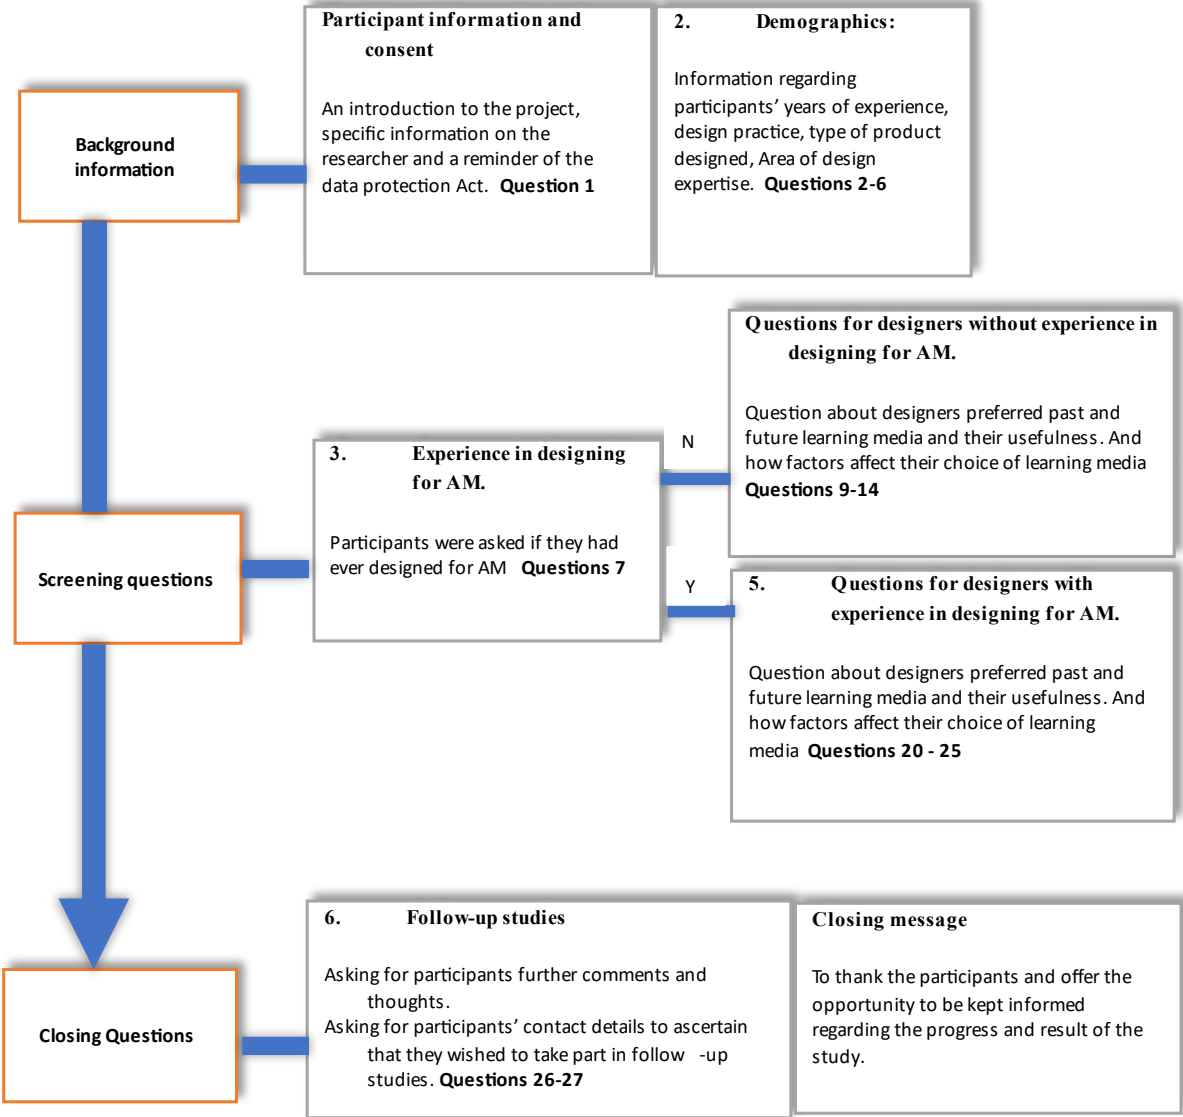 Participant information and
consent
An introduction to the project,
specific information on the
researcher and a reminder of the
data protection Act.  Question 1
2. Demographics:
Information regarding
participants’ years of experience,
design practice, type of product
designed, Area of design
expertise.  Questions 2-6
Background
information
Questions for designers without experience in
designing for AM.
Question about designers preferred past and
future learning media and their usefulness. And
how factors affect their choice of learning media
Questions 9-14
N
3. Experience in designing
for AM.
Participants were asked if they had
ever designed for AM  Questions 7
Screening questions
Y
5. Questions for designers with
experience in designing for AM.
Question about designers preferred past and
future learning media and their usefulness. And
how factors affect their choice of learning
media  Questions 20 - 25
6. Follow-up studies
Asking for participants further comments and
thoughts.
Asking for participants’ contact details to ascertain
that they wished to take part in follow -up
studies. Questions 26-27
Closing message
To thank the participants and offer the
opportunity to be kept informed
regarding the progress and result of the
study.
Closing Questions